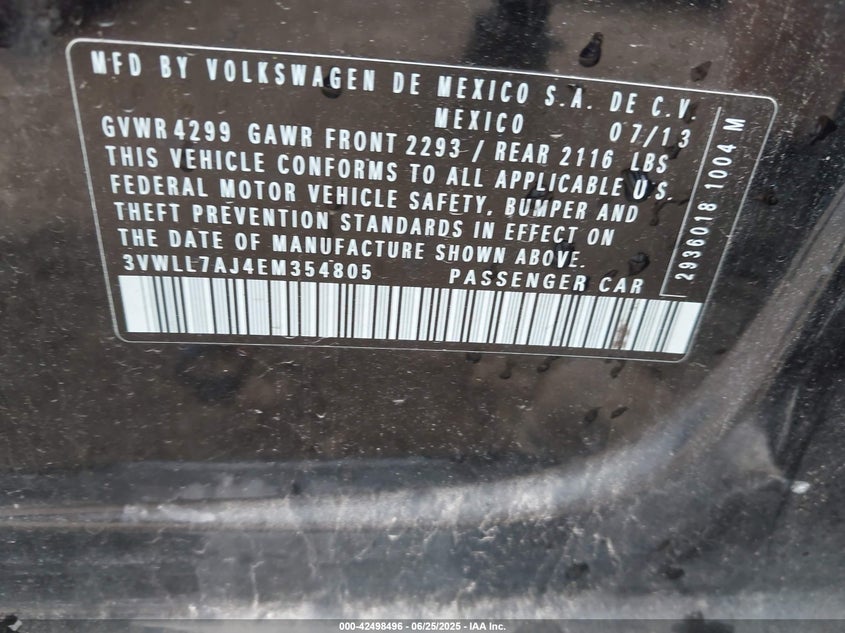 MFD BY VOLKSWAGEN DE MEXICO S.A. DE C.V.
MEXICO 07/13
GVWR 4299 GAWR FRONT 2293 / REAR 2116 LBS
THIS VEHICLE CONFORMS TO ALL APPLICABLE U.S.
FEDERAL MOTOR VEHICLE SAFETY, BUMPER AND
THEFT PREVENTION STANDARDS IN EFFECT ON
THE DATE OF MANUFACTURE SHOWN ABOVE.
3VWLL7AJ4EM354805 PASSENGER CAR
2936018 1004 M
000-42498496 - 06/25/2025 - IAA Inc.